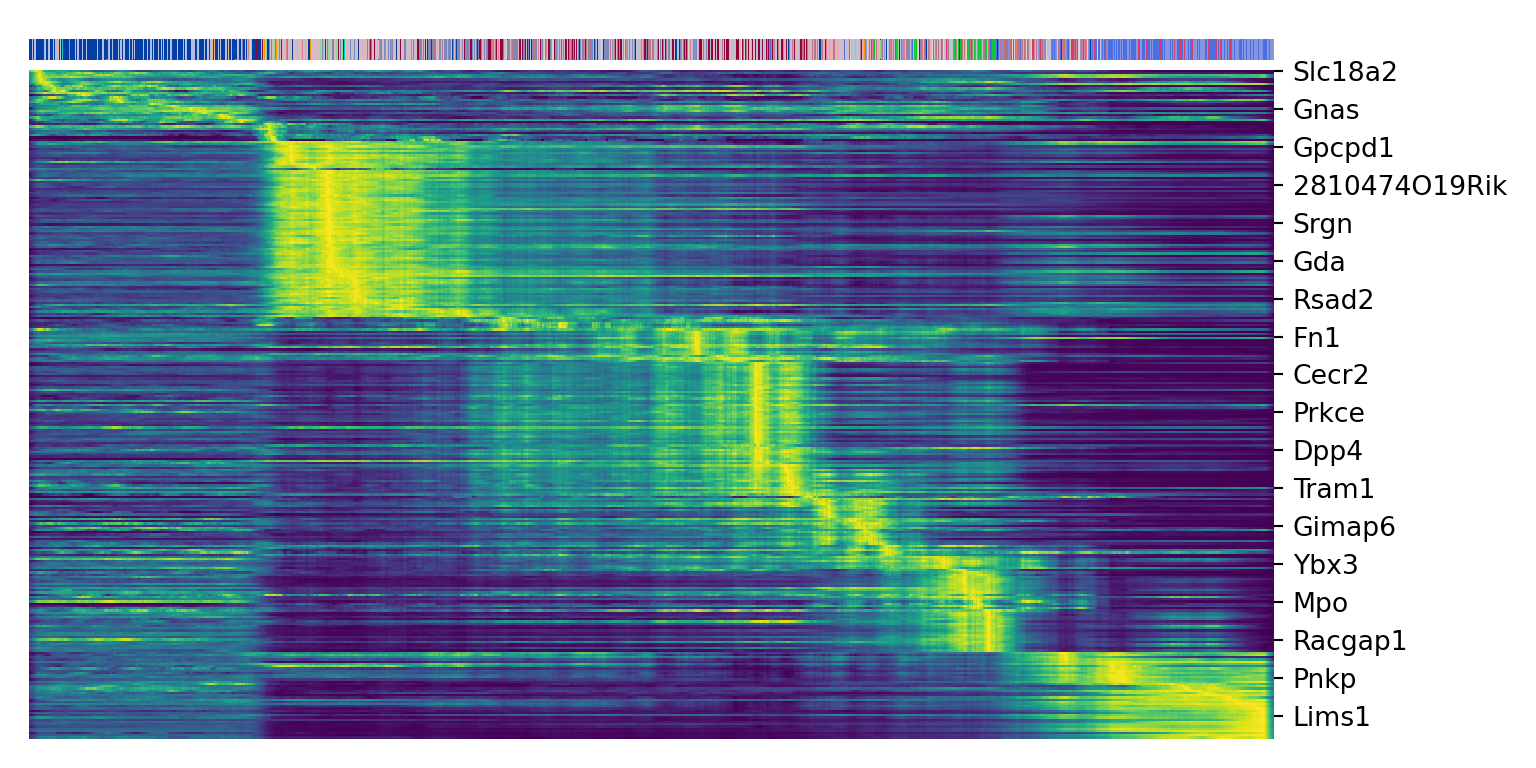 Slc18a2
Gnas
Gpcpd1
2810474O19Rik
Srgn
Gda
Rsad2
Fn1
Cecr2
Prkce
Dpp4
Tram1
Gimap6
Ybx3
Mpo
Racgap1
Pnkp
Lims1